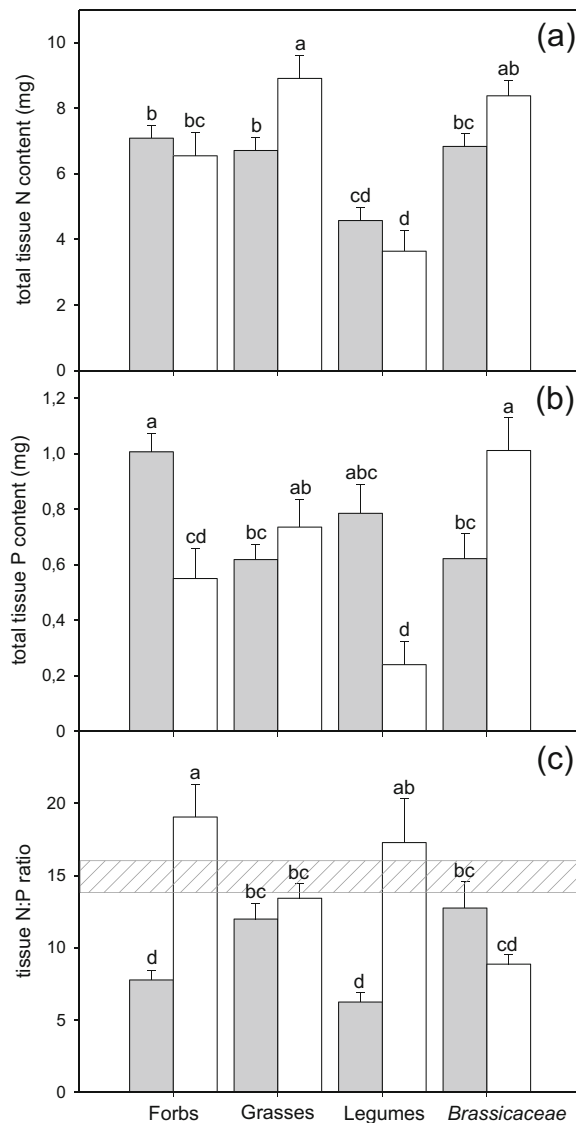 (a)
total tissue N content (mg)
10
8
6
4
2
0
b
bc
b
a
cd
d
bc
ab
(b)
total tissue P content (mg)
1,2
1,0
0,8
0,6
0,4
0,2
0
a
cd
bc
ab
abc
d
bc
a
(c)
tissue N:P ratio
20
15
10
5
0
d
a
bc
bc
d
ab
bc
cd
Forbs
Grasses
Legumes
Brassicaceae